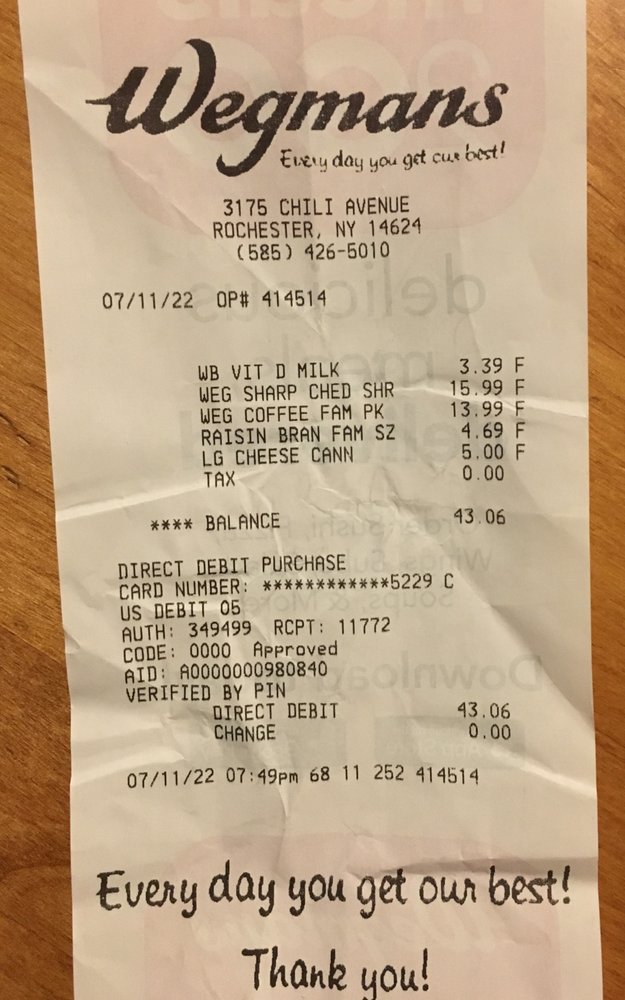 Wegmans
Every day you get our best!
3175 CHILI AVENUE
ROCHESTER, NY 14624
(585) 426-5010
07/11/22 OP# 414514
WB VIT D MILK 3.39 F
WEG SHARP CHED SHR 15.99 F
WEG COFFEE FAM PK 13.99 F
RAISIN BRAN FAM SZ 4.69 F
LG CHEESE CANN 5.00 F
TAX 0.00
**** BALANCE 43.06
DIRECT DEBIT PURCHASE
CARD NUMBER: ************5229 C
US DEBIT 05
AUTH: 349499 RCPT: 11772
CODE: 0000 Approved
AID: A0000000980840
VERIFIED BY PIN
DIRECT DEBIT 43.06
CHANGE 0.00
07/11/22 07:49pm 68 11 252 414514
Every day you get our best!
Thank you!